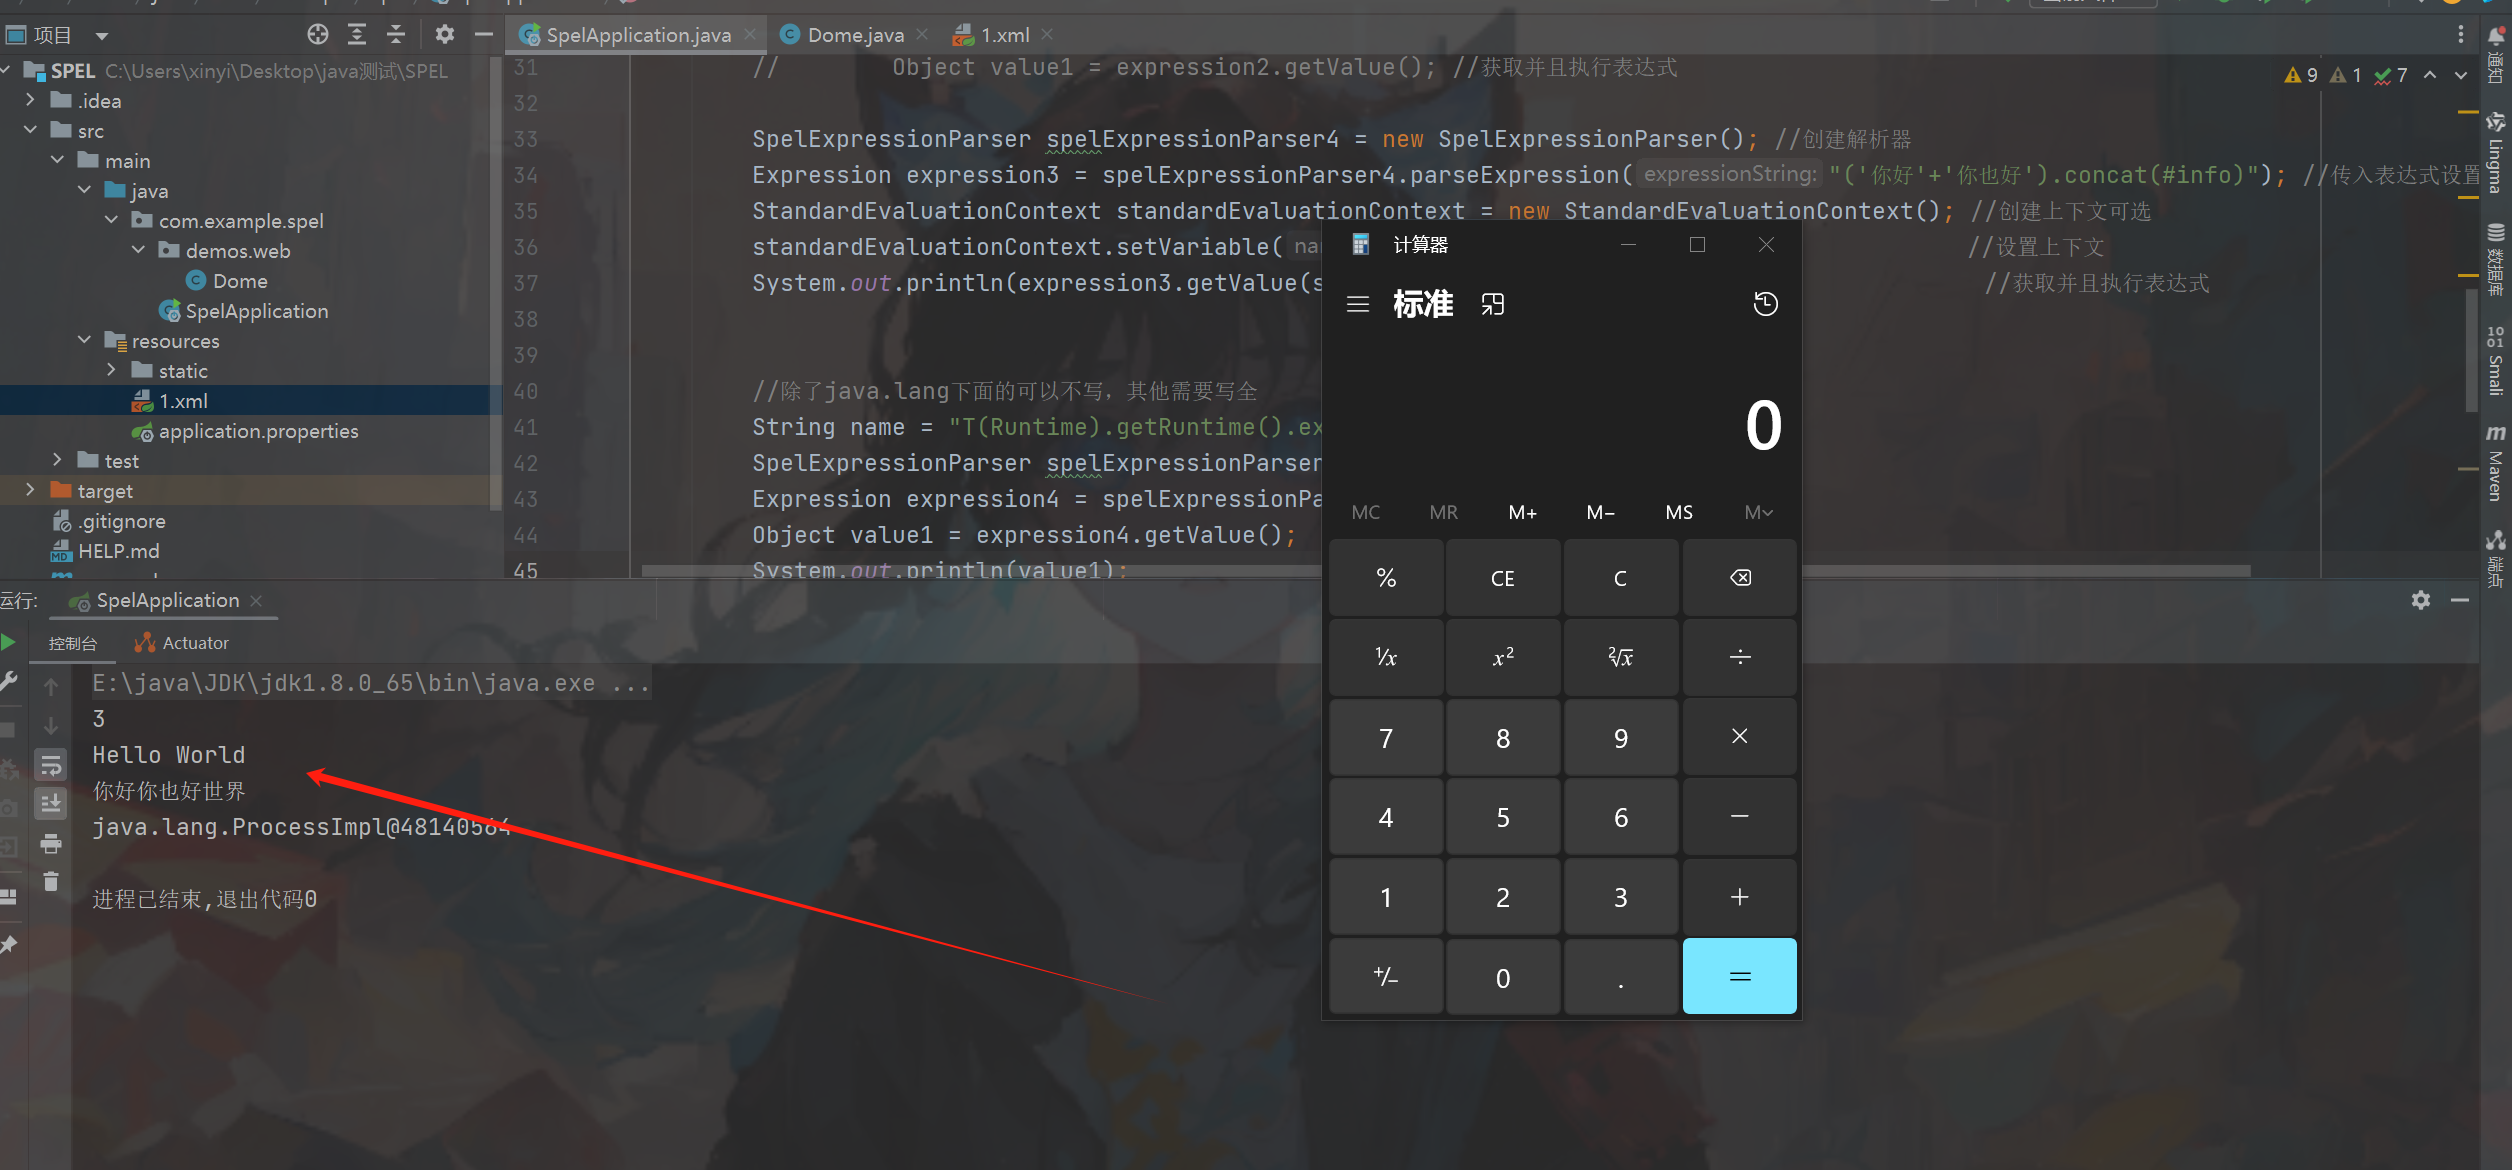 项目
SPEL C:\Users\xinyi\Desktop\java测试\SPEL
.idea
src
main
java
com.example.spel
demos.web
Dome
SpelApplication
resources
static
1.xml
application.properties
test
target
.gitignore
HELP.md
SpelApplication.java
Dome.java
1.xml
9 1 7
31 // Object value1 = expression2.getValue(); //获取并且执行表达式
32
33 SpelExpressionParser spelExpressionParser4 = new SpelExpressionParser(); //创建解析器
34 Expression expression3 = spelExpressionParser4.parseExpression( expressionString: "('你好'+'你也好').concat(#info)"); //传入表达式设置
35 StandardEvaluationContext standardEvaluationContext = new StandardEvaluationContext(); //创建上下文可选
36 standardEvaluationContext.setVariable( //设置上下文
37 System.out.println(expression3.getValue(s //获取并且执行表达式
38
39
40 //除了java.lang下面的可以不写，其他需要写全
41 String name = "T(Runtime).getRuntime().ex
42 SpelExpressionParser spelExpressionParser
43 Expression expression4 = spelExpressionPa
44 Object value1 = expression4.getValue();
45 System.out.println(value1);
通知
Lingma
数据库
Smali
Maven
端点
计算器
标准
0
MC MR M+ M− MS M
% CE C
⅟x x² ²√x ÷
7 8 9 ×
4 5 6 −
1 2 3 +
+/− 0 . =
运行:
SpelApplication
控制台
Actuator
E:\java\JDK\jdk1.8.0_65\bin\java.exe ...
3
Hello World
你好你也好世界
java.lang.ProcessImpl@48140564
进程已结束,退出代码0